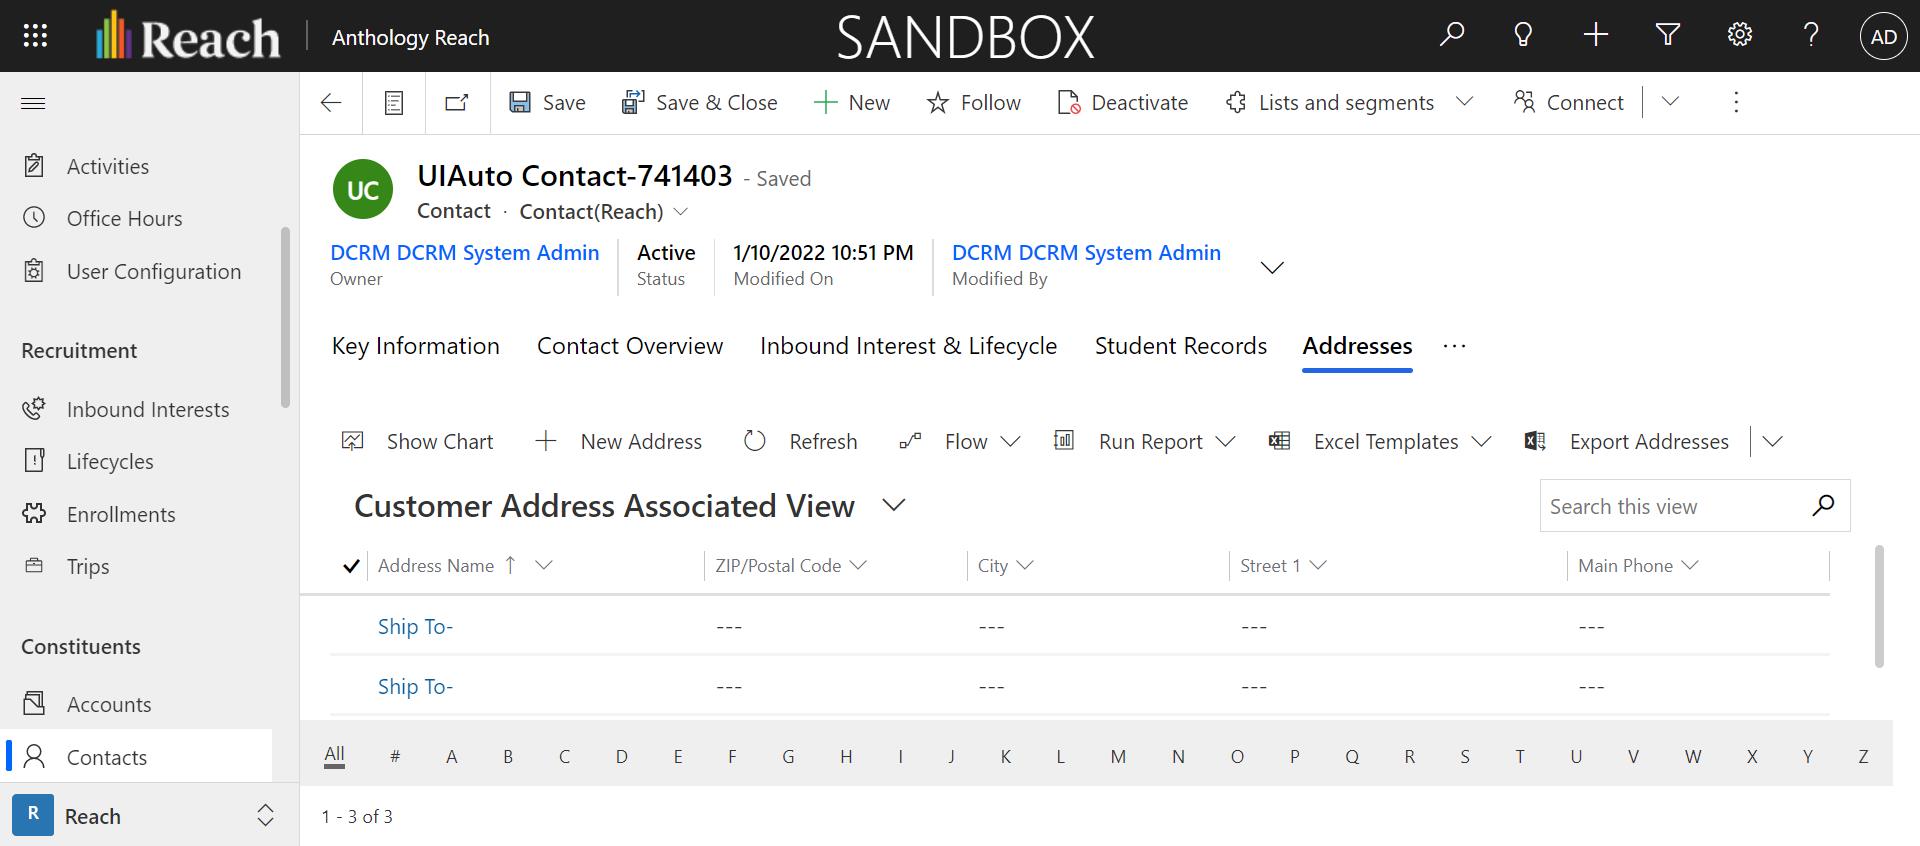 Reach
Anthology Reach
SANDBOX
AD
Save
Save & Close
New
Follow
Deactivate
Lists and segments
Connect
Activities
Office Hours
User Configuration
Recruitment
Inbound Interests
Lifecycles
Enrollments
Trips
Constituents
Accounts
Contacts
R
Reach
UC
UIAuto Contact-741403 - Saved
Contact · Contact(Reach)
DCRM DCRM System Admin
Owner
Active
Status
1/10/2022 10:51 PM
Modified On
DCRM DCRM System Admin
Modified By
Key Information Contact Overview Inbound Interest & Lifecycle Student Records Addresses ...
Show Chart New Address Refresh Flow Run Report Excel Templates Export Addresses
Customer Address Associated View
Search this view
Address Name ZIP/Postal Code City Street 1 Main Phone
Ship To- --- --- --- ---
Ship To- --- --- --- ---
All # A B C D E F G H I J K L M N O P Q R S T U V W X Y Z
1 - 3 of 3